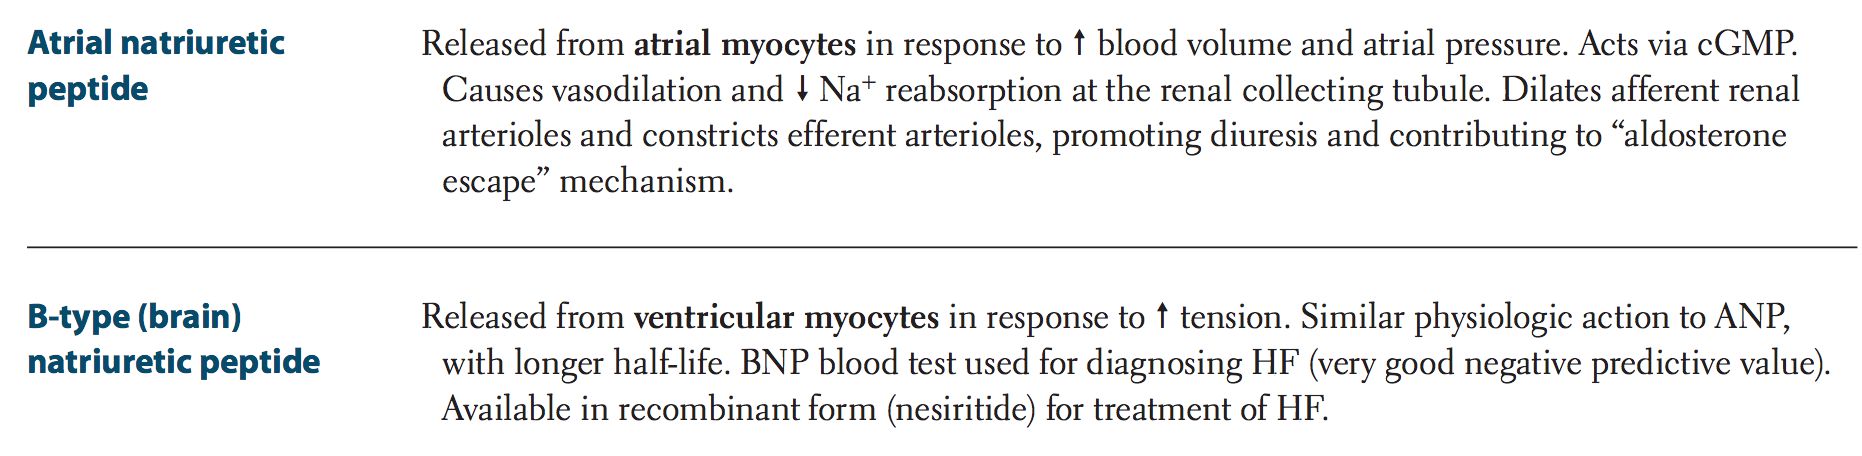 Atrial natriuretic
peptide
Released from atrial myocytes in response to ↑ blood volume and atrial pressure. Acts via cGMP.
Causes vasodilation and ↓ Na⁺ reabsorption at the renal collecting tubule. Dilates afferent renal
arterioles and constricts efferent arterioles, promoting diuresis and contributing to “aldosterone
escape” mechanism.
B-type (brain)
natriuretic peptide
Released from ventricular myocytes in response to ↑ tension. Similar physiologic action to ANP,
with longer half-life. BNP blood test used for diagnosing HF (very good negative predictive value).
Available in recombinant form (nesiritide) for treatment of HF.